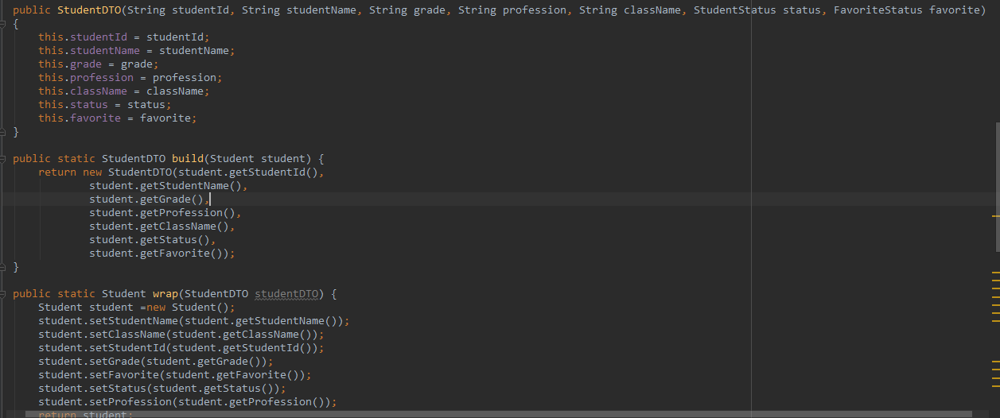 public StudentDTO(String studentId, String studentName, String grade, String profession, String className, StudentStatus status, FavoriteStatus favorite)
{
this.studentId = studentId;
this.studentName = studentName;
this.grade = grade;
this.profession = profession;
this.className = className;
this.status = status;
this.favorite = favorite;
}
public static StudentDTO build(Student student) {
return new StudentDTO(student.getStudentId(),
student.getStudentName(),
student.getGrade(),
student.getProfession(),
student.getClassName(),
student.getStatus(),
student.getFavorite());
}
public static Student wrap(StudentDTO studentDTO) {
Student student =new Student();
student.setStudentName(student.getStudentName());
student.setClassName(student.getClassName());
student.setStudentId(student.getStudentId());
student.setGrade(student.getGrade());
student.setFavorite(student.getFavorite());
student.setStatus(student.getStatus());
student.setProfession(student.getProfession());
return student;